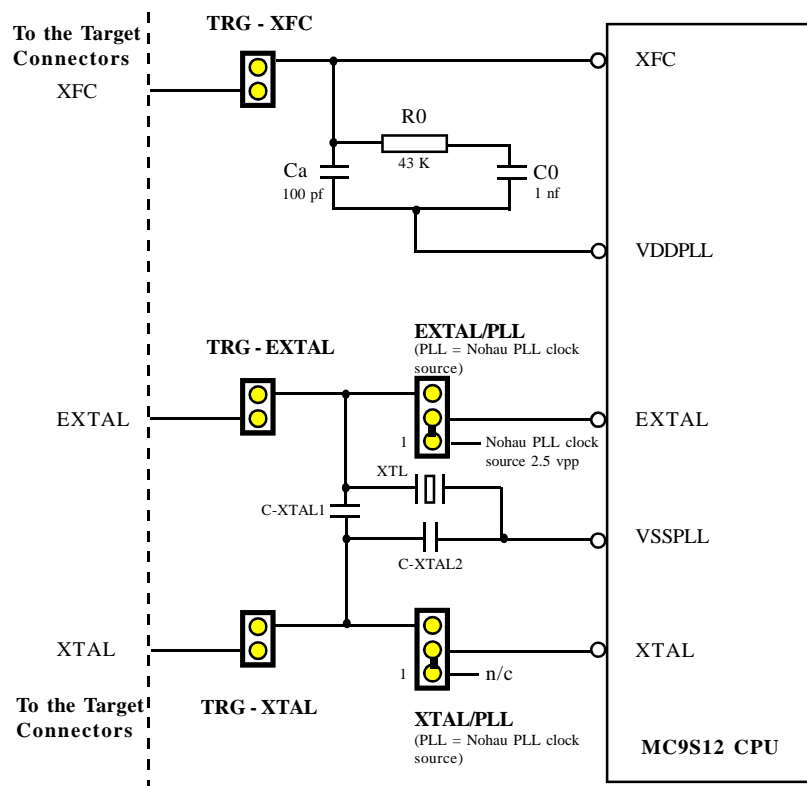 To the Target
Connectors
TRG - XFC
XFC
XFC
R0
43 K
Ca
100 pf
C0
1 nf
VDDPLL
EXTAL/PLL
(PLL = Nohau PLL clock
source)
TRG - EXTAL
EXTAL
EXTAL
1
Nohau PLL clock
source 2.5 vpp
XTL
C-XTAL1
VSSPLL
C-XTAL2
XTAL
XTAL
1
n/c
To the Target
Connectors
TRG - XTAL
XTAL/PLL
(PLL = Nohau PLL clock
source)
MC9S12 CPU